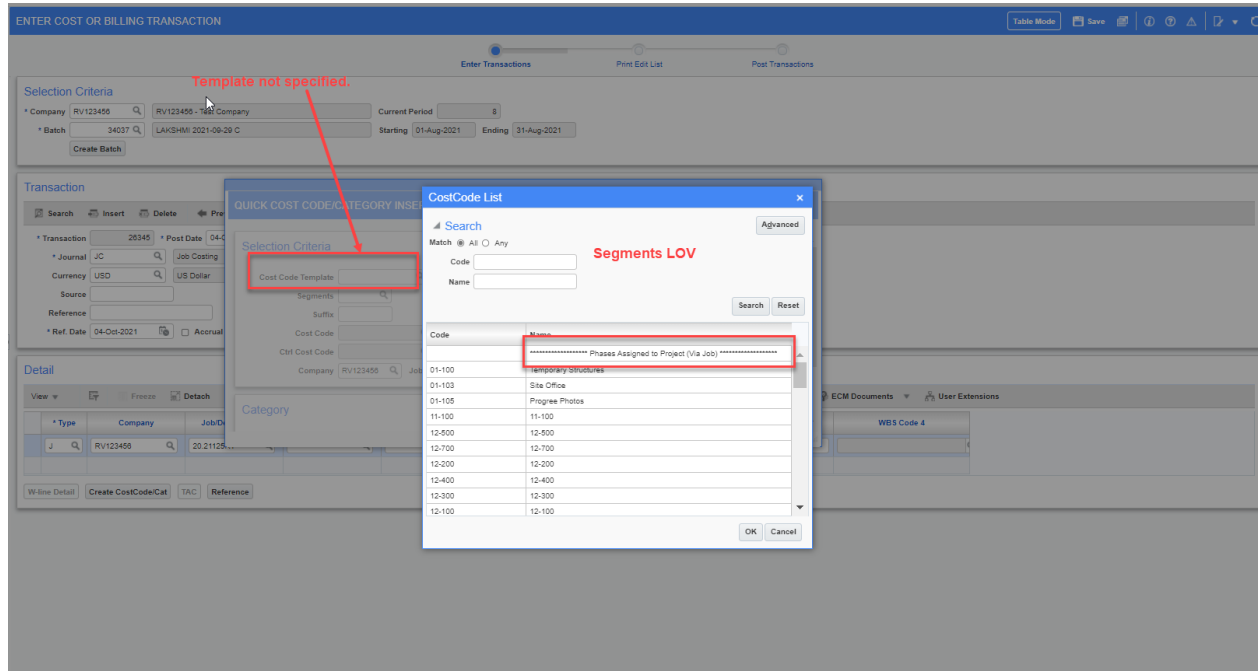 ENTER COST OR BILLING TRANSACTION
Table Mode Save
Enter Transactions Print Edit List Post Transactions
Template not specified.
Selection Criteria
* Company RV123456 RV123456 - Test Company Current Period 8
* Batch 34037 LAKSHMI 2021-09-29 C Starting 01-Aug-2021 Ending 31-Aug-2021
Create Batch
Transaction
Search Insert Delete Pre
* Transaction 26345 * Post Date 04-O
* Journal JC Job Costing
Currency USD US Dollar
Source
Reference
* Ref. Date 04-Oct-2021 Accrual
QUICK COST CODE/CATEGORY INSE
Selection Criteria
Cost Code Template
Segments
Suffix
Cost Code
Ctrl Cost Code
Company RV123456 Job
Category
CostCode List
Search
Advanced
Match All Any
Code
Name
Segments LOV
Search Reset
Code Name
******************* Phases Assigned to Project (Via Job) *******************
01-100 Temporary Structures
01-103 Site Office
01-105 Progree Photos
11-100 11-100
12-500 12-500
12-700 12-700
12-200 12-200
12-400 12-400
12-300 12-300
12-100 12-100
OK Cancel
Detail
View Freeze Detach ECM Documents User Extensions
* Type Company Job/De WBS Code 4
J RV123456
W-line Detail Create CostCode/Cat TAC Reference